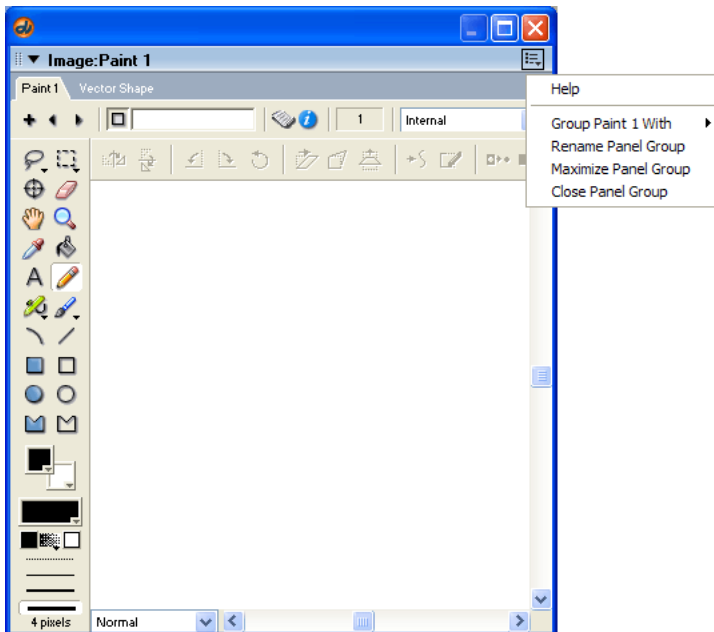 Image:Paint 1
Paint 1 Vector Shape
1 Internal
Help
Group Paint 1 With
Rename Panel Group
Maximize Panel Group
Close Panel Group
A
4 pixels Normal